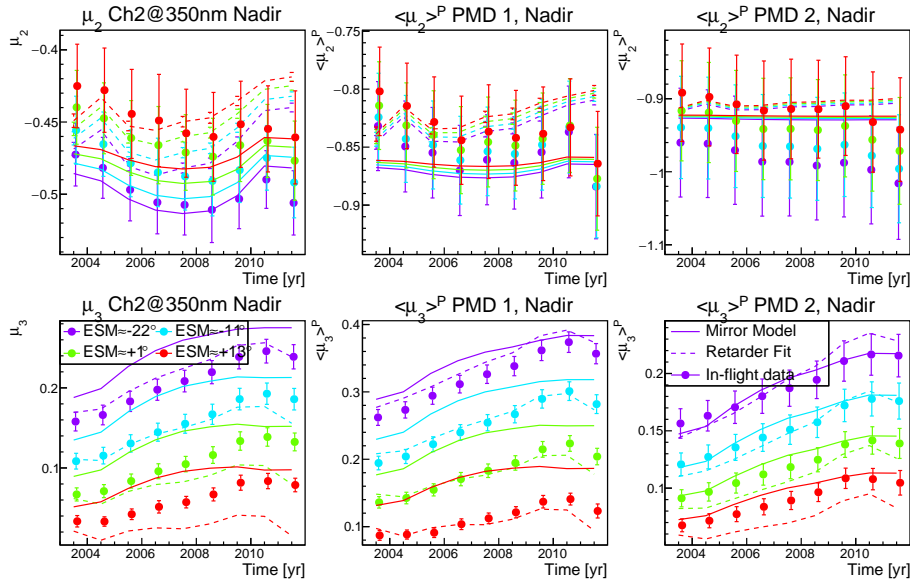 μ2 Ch2@350nm Nadir
<μ2>P PMD 1, Nadir
<μ2>P PMD 2, Nadir
μ2
<μ2>P
<μ2>P
−0.4
−0.45
−0.5
−0.75
−0.8
−0.85
−0.9
−0.9
−1.0
−1.1
2004 2006 2008 2010
2004 2006 2008 2010
2004 2006 2008 2010
Time [yr]
Time [yr]
Time [yr]
μ3 Ch2@350nm Nadir
<μ3>P PMD 1, Nadir
<μ3>P PMD 2, Nadir
μ3
<μ3>P
<μ3>P
ESM≈-22° ESM≈-11°
ESM≈+1° ESM≈+13°
Mirror Model
Retarder Fit
In-flight data
0.2
0.1
0.4
0.3
0.2
0.1
0.2
0.15
0.1
2004 2006 2008 2010
2004 2006 2008 2010
2004 2006 2008 2010
Time [yr]
Time [yr]
Time [yr]